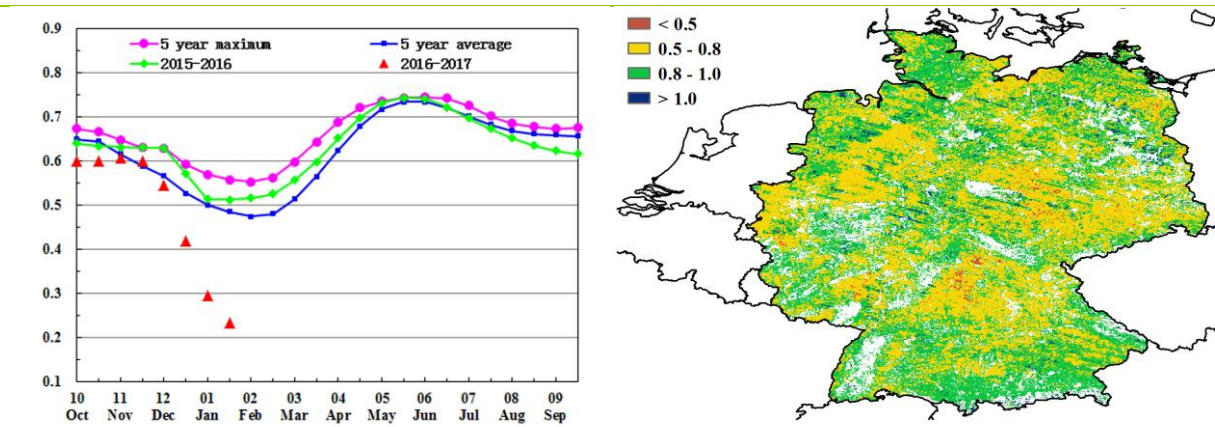 0.9
0.8
0.7
0.6
0.5
0.4
0.3
0.2
0.1
5 year maximum
5 year average
2015-2016
2016-2017
10 11 12 01 02 03 04 05 06 07 08 09
Oct Nov Dec Jan Feb Mar Apr May Jun Jul Aug Sep
< 0.5
0.5 - 0.8
0.8 - 1.0
> 1.0